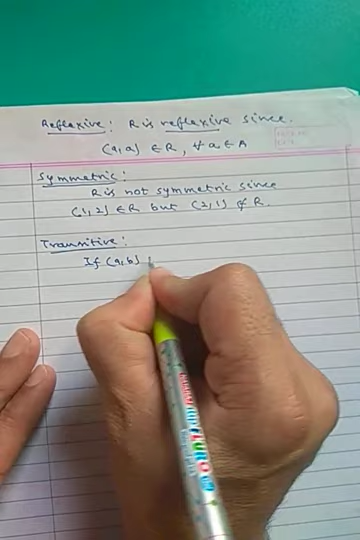 Reflexive: R is reflexive since.
(a,a) ∈ R, ∀ a ∈ A
Symmetric:
R is not symmetric since
(1,2) ∈ R but (2,1) ∉ R.
Transitive:
If (a,b)